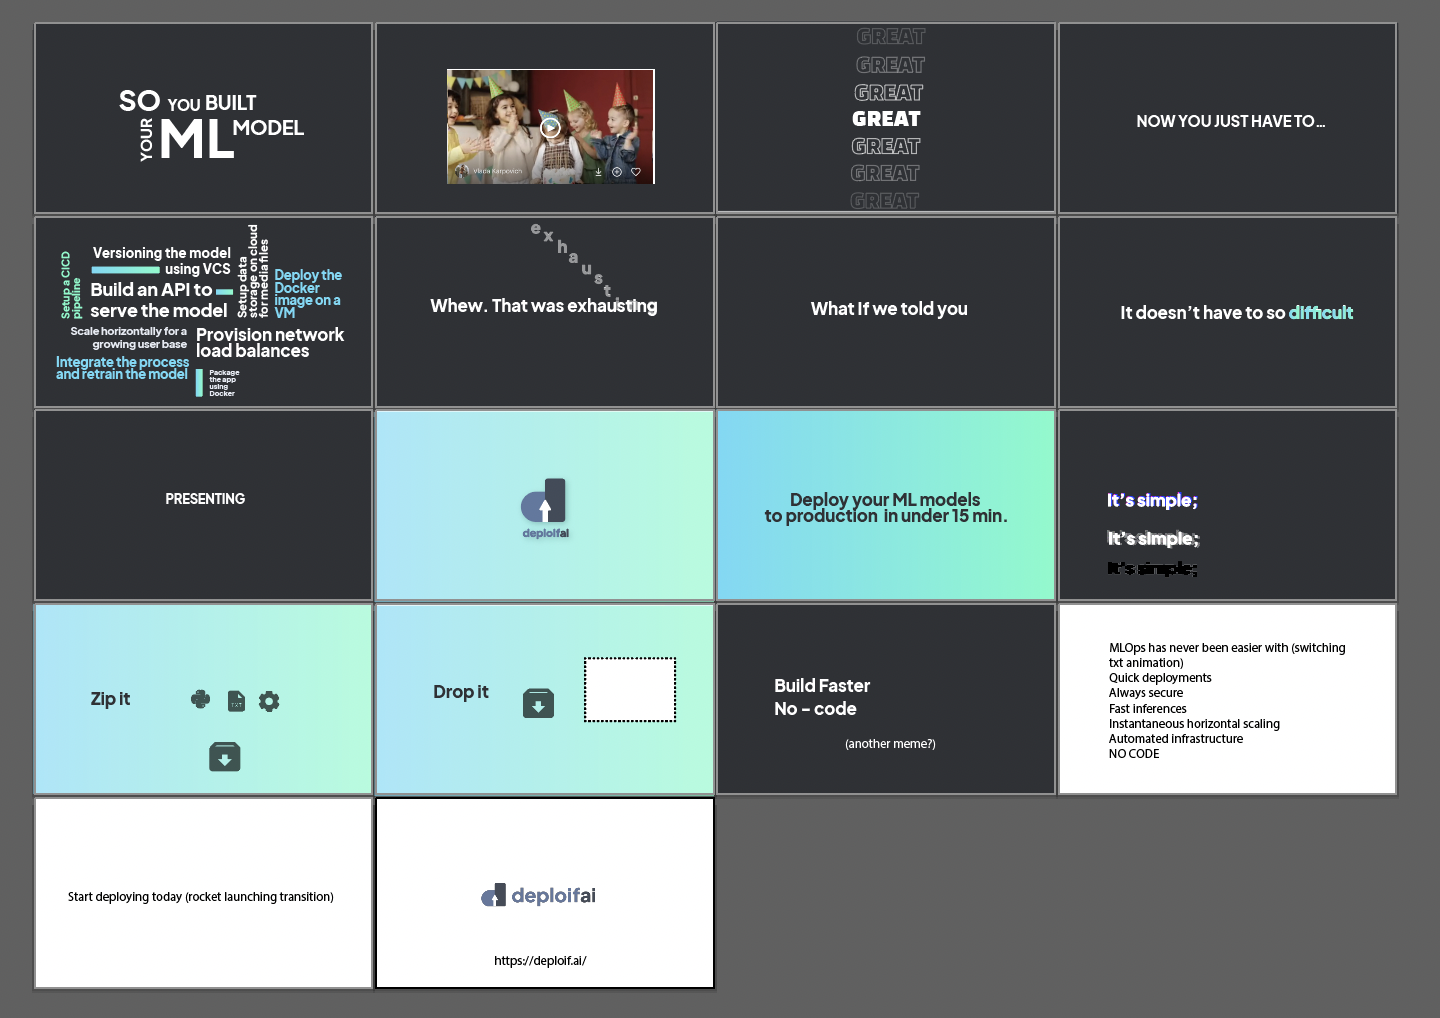 SO YOU BUILT
YOUR ML MODEL
Vlada Karpovich
GREAT
GREAT
GREAT
GREAT
GREAT
GREAT
GREAT
NOW YOU JUST HAVE TO...
Setup a CICD
pipeline
Versioning the model
using VCS
Build an API to
serve the model
Setup data
storage on cloud
for media files
Deploy the
Docker
image on a
VM
Scale horizontally for a
growing user base
Provision network
load balances
Integrate the process
and retrain the model
Package
the app
using
Docker
exhaust
Whew. That was exhausting
What If we told you
It doesn't have to so difficult
PRESENTING
deploifai
Deploy your ML models
to production in under 15 min.
It's simple;
It's simple;
It's simple;
Zip it
TXT
Drop it
Build Faster
No - code
(another meme?)
MLOps has never been easier with (switching
txt animation)
Quick deployments
Always secure
Fast inferences
Instantaneous horizontal scaling
Automated infrastructure
NO CODE
Start deploying today (rocket launching transition)
deploifai
https://deploif.ai/